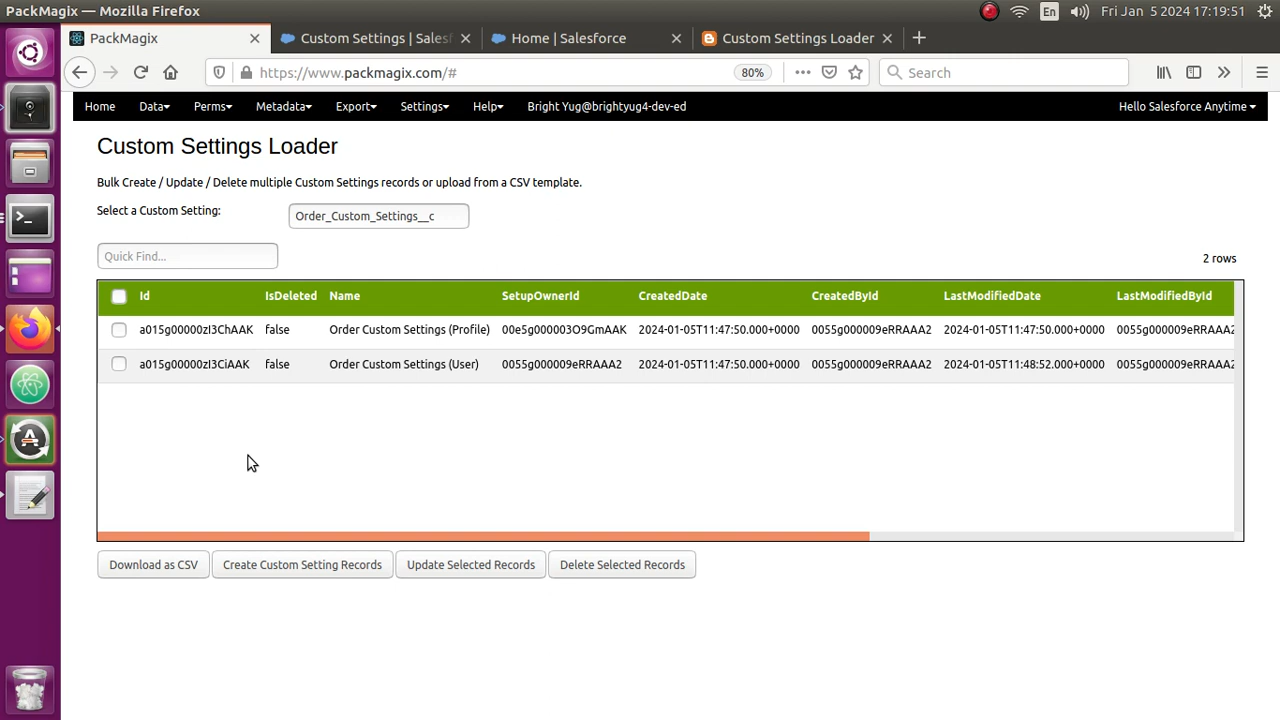 PackMagix — Mozilla Firefox
En
Fri Jan 5 2024 17:19:51
PackMagix
Custom Settings | Salesf
Home | Salesforce
Custom Settings Loader
https://www.packmagix.com/#
80%
Search
Home
Data
Perms
Metadata
Export
Settings
Help
Bright Yug@brightyug4-dev-ed
Hello Salesforce Anytime
Custom Settings Loader
Bulk Create / Update / Delete multiple Custom Settings records or upload from a CSV template.
Select a Custom Setting:
Order_Custom_Settings__c
Quick Find...
2 rows
Id IsDeleted Name SetupOwnerId CreatedDate CreatedById LastModifiedDate LastModifiedById
a015g00000zI3ChAAK false Order Custom Settings (Profile) 00e5g000003O9GmAAK 2024-01-05T11:47:50.000+0000 0055g000009eRRAAA2 2024-01-05T11:47:50.000+0000 0055g000009eRRAAA2
a015g00000zI3CiAAK false Order Custom Settings (User) 0055g000009eRRAAA2 2024-01-05T11:47:50.000+0000 0055g000009eRRAAA2 2024-01-05T11:48:52.000+0000 0055g000009eRRAAA2
Download as CSV
Create Custom Setting Records
Update Selected Records
Delete Selected Records